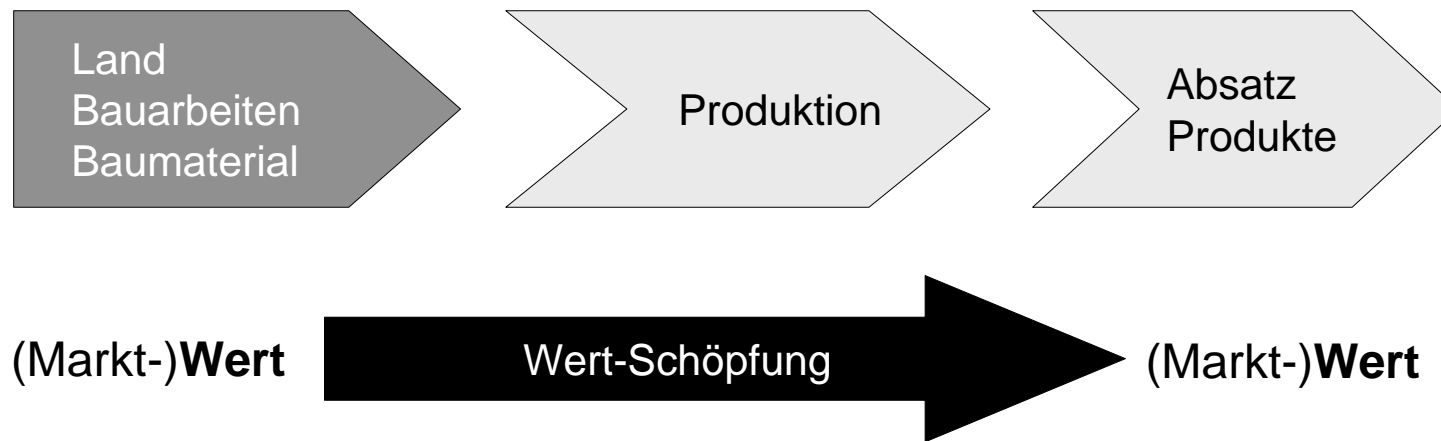 Land
Bauarbeiten
Baumaterial
Produktion
Absatz
Produkte
(Markt-)Wert
Wert-Schöpfung
(Markt-)Wert